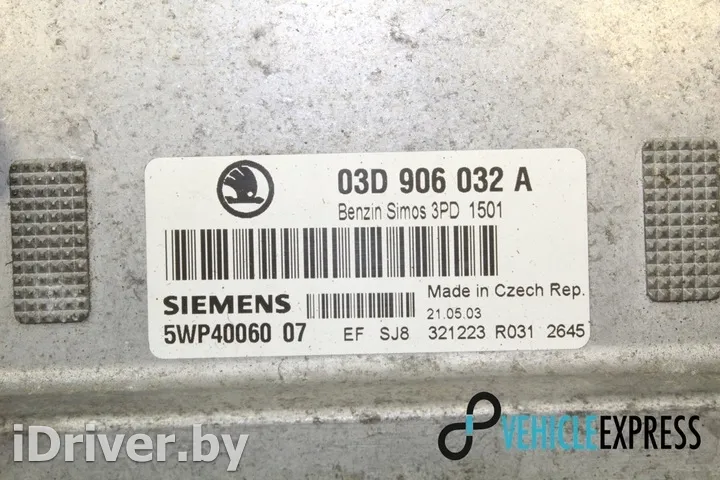 03D 906 032 A
Benzin Simos 3PD 1501
SIEMENS
Made in Czech Rep.
21.05.03
5WP40060 07 EF SJ8 321223 R031 2645
iDriver.by
VEHICLEEXPRESS